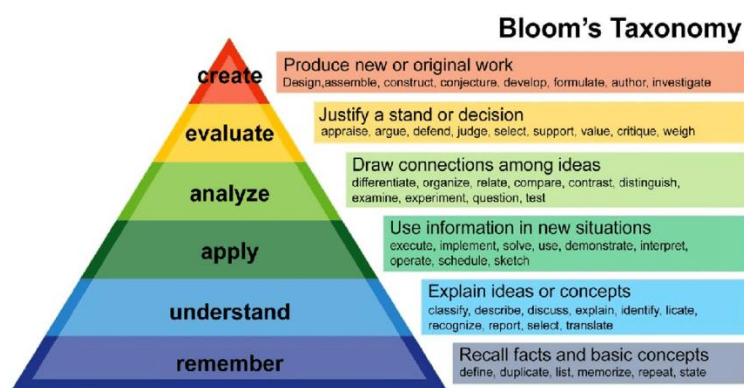 Bloom's Taxonomy
create
Produce new or original work
Design,assemble, construct, conjecture, develop, formulate, author, investigate
evaluate
Justify a stand or decision
appraise, argue, defend, judge, select, support, value, critique, weigh
analyze
Draw connections among ideas
differentiate, organize, relate, compare, contrast, distinguish,
examine, experiment, question, test
apply
Use information in new situations
execute, implement, solve, use, demonstrate, interpret,
operate, schedule, sketch
understand
Explain ideas or concepts
classify, describe, discuss, explain, identify, licate,
recognize, report, select, translate
remember
Recall facts and basic concepts
define, duplicate, list, memorize, repeat, state